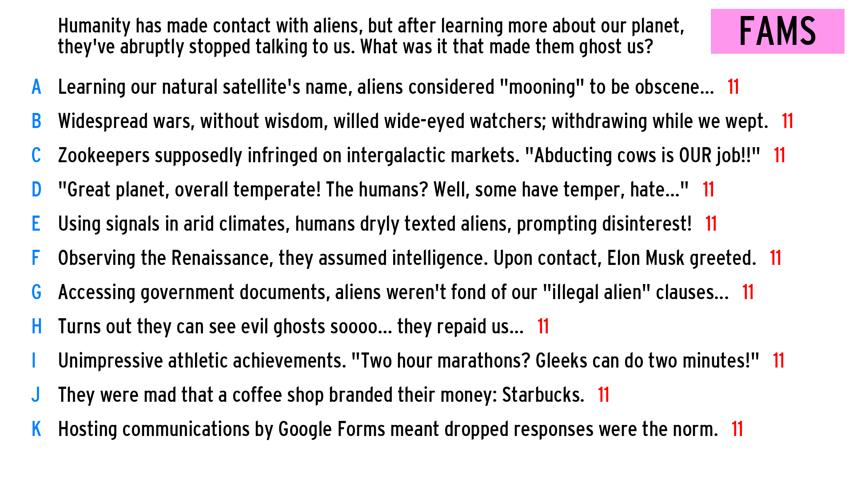 Humanity has made contact with aliens, but after learning more about our planet,
they've abruptly stopped talking to us. What was it that made them ghost us?
FAMS
A Learning our natural satellite's name, aliens considered "mooning" to be obscene... 11
B Widespread wars, without wisdom, willed wide-eyed watchers; withdrawing while we wept. 11
C Zookeepers supposedly infringed on intergalactic markets. "Abducting cows is OUR job!!" 11
D "Great planet, overall temperate! The humans? Well, some have temper, hate..." 11
E Using signals in arid climates, humans dryly texted aliens, prompting disinterest! 11
F Observing the Renaissance, they assumed intelligence. Upon contact, Elon Musk greeted. 11
G Accessing government documents, aliens weren't fond of our "illegal alien" clauses... 11
H Turns out they can see evil ghosts soooo... they repaid us... 11
I Unimpressive athletic achievements. "Two hour marathons? Gleeks can do two minutes!" 11
J They were mad that a coffee shop branded their money: Starbucks. 11
K Hosting communications by Google Forms meant dropped responses were the norm. 11